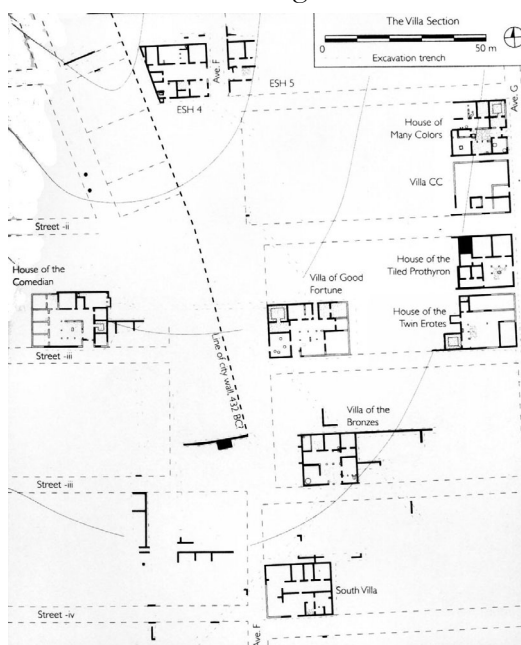 The Villa Section
0 50 m
Excavation trench
Ave. F
Ave. G
ESH 4
ESH 5
House of
Many Colors
Villa CC
Street -ii
House of the
Tiled Prothyron
House of the
Comedian
Villa of Good
Fortune
House of the
Twin Erotes
Street -iii
Line of city wall, 432 BC?
Villa of the
Bronzes
Street -iii
South Villa
Street -iv
Ave. F